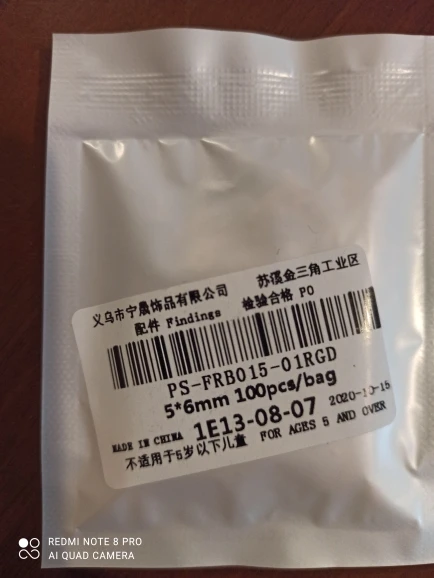 义乌市宁晟饰品有限公司 苏溪金三角工业区
配件 Findings 检验合格 PO
PS-FRB015-01RGD
5*6mm 100pcs/bag
1E13-08-07 2020-10-15
MADE IN CHINA FOR AGES 5 AND OVER
不适用于5岁以下儿童
REDMI NOTE 8 PRO
AI QUAD CAMERA